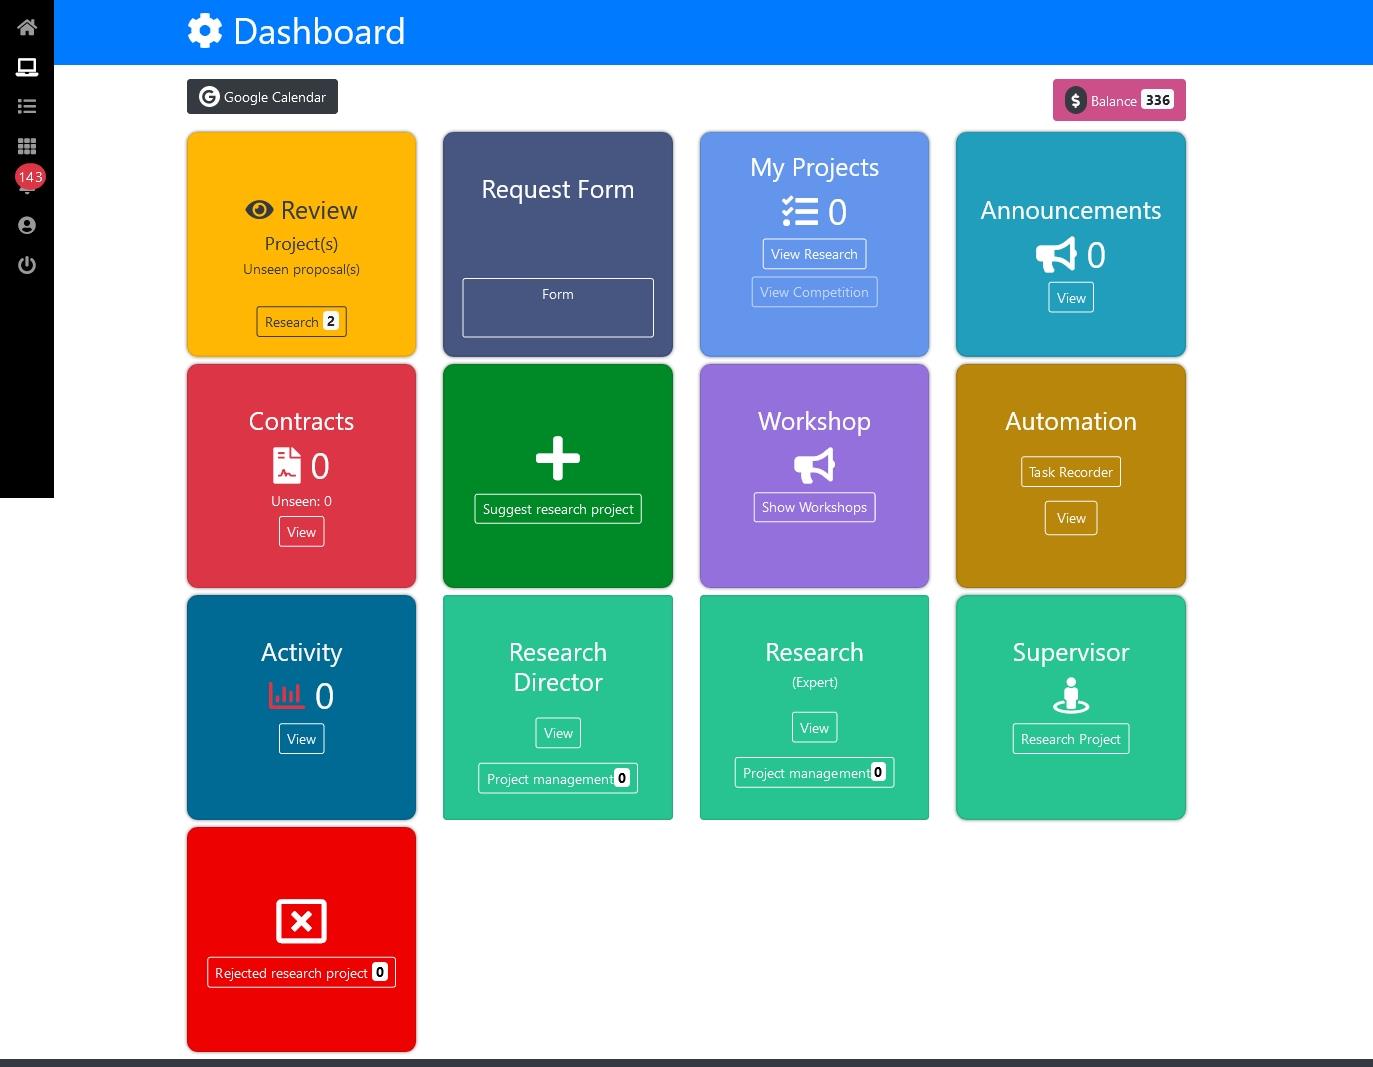 Dashboard
Google Calendar
Balance 336
143
Review
Project(s)
Unseen proposal(s)
Research 2
Request Form
Form
My Projects
0
View Research
View Competition
Announcements
0
View
Contracts
0
Unseen: 0
View
Suggest research project
Workshop
Show Workshops
Automation
Task Recorder
View
Activity
0
View
Research
Director
View
Project management 0
Research
(Expert)
View
Project management 0
Supervisor
Research Project
Rejected research project 0